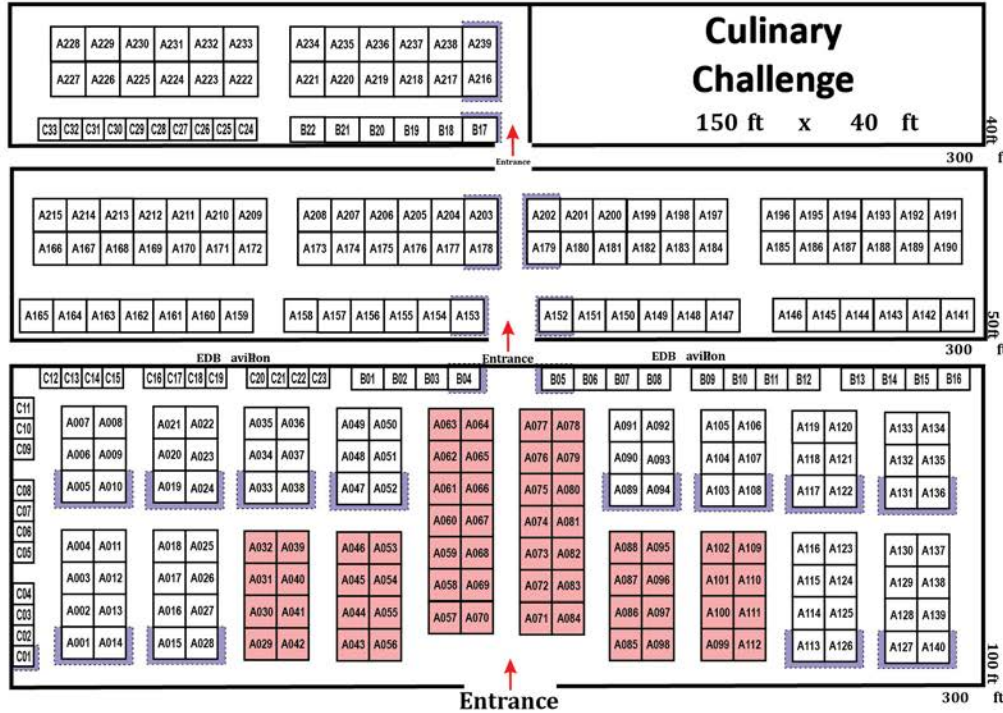 Culinary
Challenge
150 ft x 40 ft
A228 A229 A230 A231 A232 A233 A234 A235 A236 A237 A238 A239
A227 A226 A225 A224 A223 A222 A221 A220 A219 A218 A217 A216
C33 C32 C31 C30 C29 C28 C27 C26 C25 C24 B22 B21 B20 B19 B18 B17
40ft
Entrance
300 ft
A215 A214 A213 A212 A211 A210 A209 A208 A207 A206 A205 A204 A203 A202 A201 A200 A199 A198 A197 A196 A195 A194 A193 A192 A191
A166 A167 A168 A169 A170 A171 A172 A173 A174 A175 A176 A177 A178 A179 A180 A181 A182 A183 A184 A185 A186 A187 A188 A189 A190
A165 A164 A163 A162 A161 A160 A159 A158 A157 A156 A155 A154 A153 A152 A151 A150 A149 A148 A147 A146 A145 A144 A143 A142 A141
50ft
300 ft
EDB avilion Entrance EDB avilion
C12 C13 C14 C15 C16 C17 C18 C19 C20 C21 C22 C23 B01 B02 B03 B04 B05 B06 B07 B08 B09 B10 B11 B12 B13 B14 B15 B16
C11
C10
C09
C08
C07
C06
C05
C04
C03
C02
C01
A007 A008 A021 A022 A035 A036 A049 A050 A063 A064 A077 A078 A091 A092 A105 A106 A119 A120 A133 A134
A006 A009 A020 A023 A034 A037 A048 A051 A062 A065 A076 A079 A090 A093 A104 A107 A118 A121 A132 A135
A005 A010 A019 A024 A033 A038 A047 A052 A061 A066 A075 A080 A089 A094 A103 A108 A117 A122 A131 A136
A060 A067 A074 A081
A004 A011 A018 A025 A032 A039 A046 A053 A059 A068 A073 A082 A088 A095 A102 A109 A116 A123 A130 A137
A003 A012 A017 A026 A031 A040 A045 A054 A058 A069 A072 A083 A087 A096 A101 A110 A115 A124 A129 A138
A002 A013 A016 A027 A030 A041 A044 A055 A057 A070 A071 A084 A086 A097 A100 A111 A114 A125 A128 A139
A001 A014 A015 A028 A029 A042 A043 A056 A085 A098 A099 A112 A113 A126 A127 A140
100 ft
Entrance
300 ft